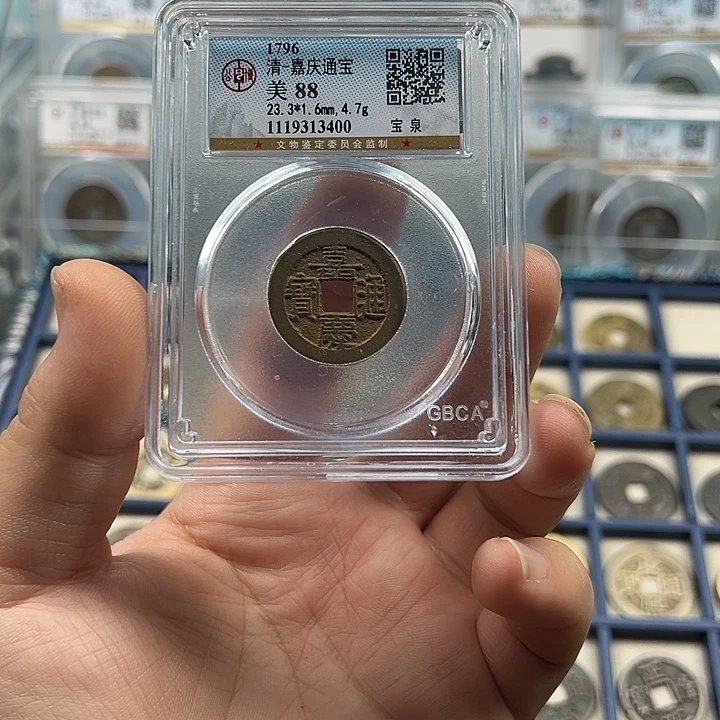 1796
清-嘉庆通宝
美 88
23.3*1.6mm, 4.7g
1119313400 宝 泉
★ 文物鉴定委员会监制 ★
嘉
寶 通
慶
GBCA